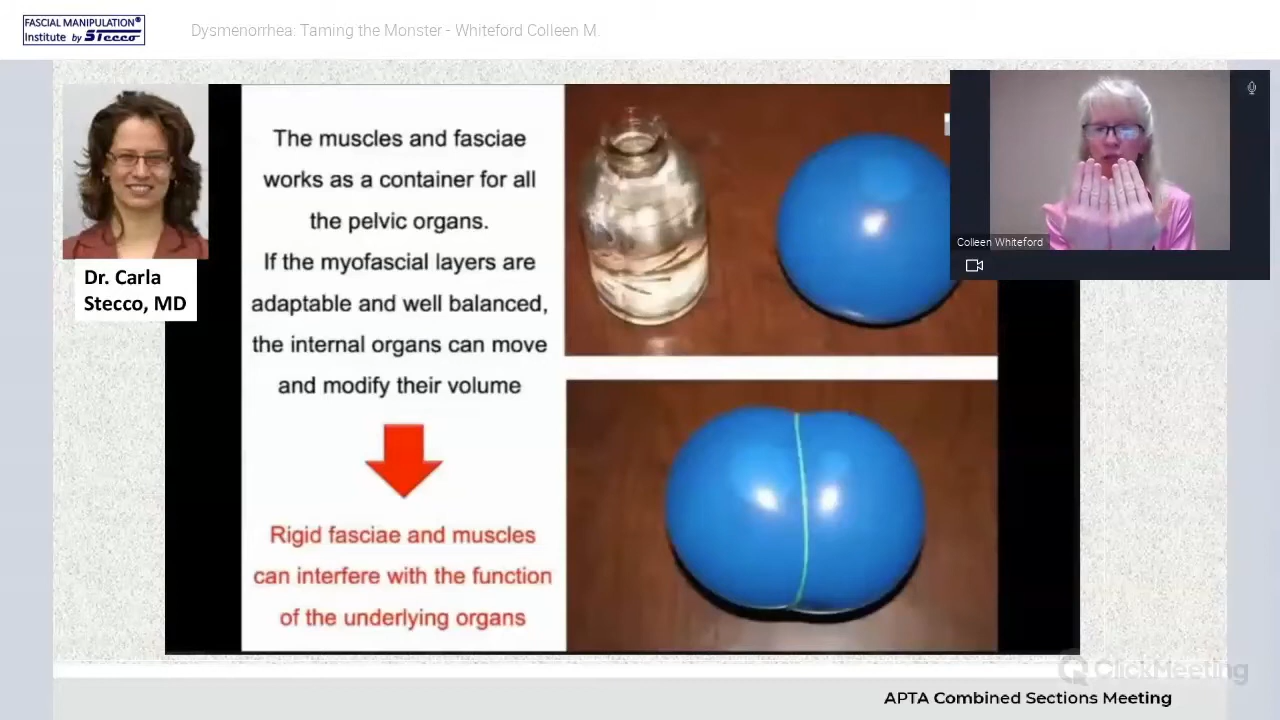 FASCIAL MANIPULATION®
Institute by Stecco
Dysmenorrhea: Taming the Monster - Whiteford Colleen M.
The muscles and fasciae
works as a container for all
the pelvic organs.
If the myofascial layers are
adaptable and well balanced,
the internal organs can move
and modify their volume
Rigid fasciae and muscles
can interfere with the function
of the underlying organs
Dr. Carla
Stecco, MD
Colleen Whiteford
ClickMeeting
APTA Combined Sections Meeting